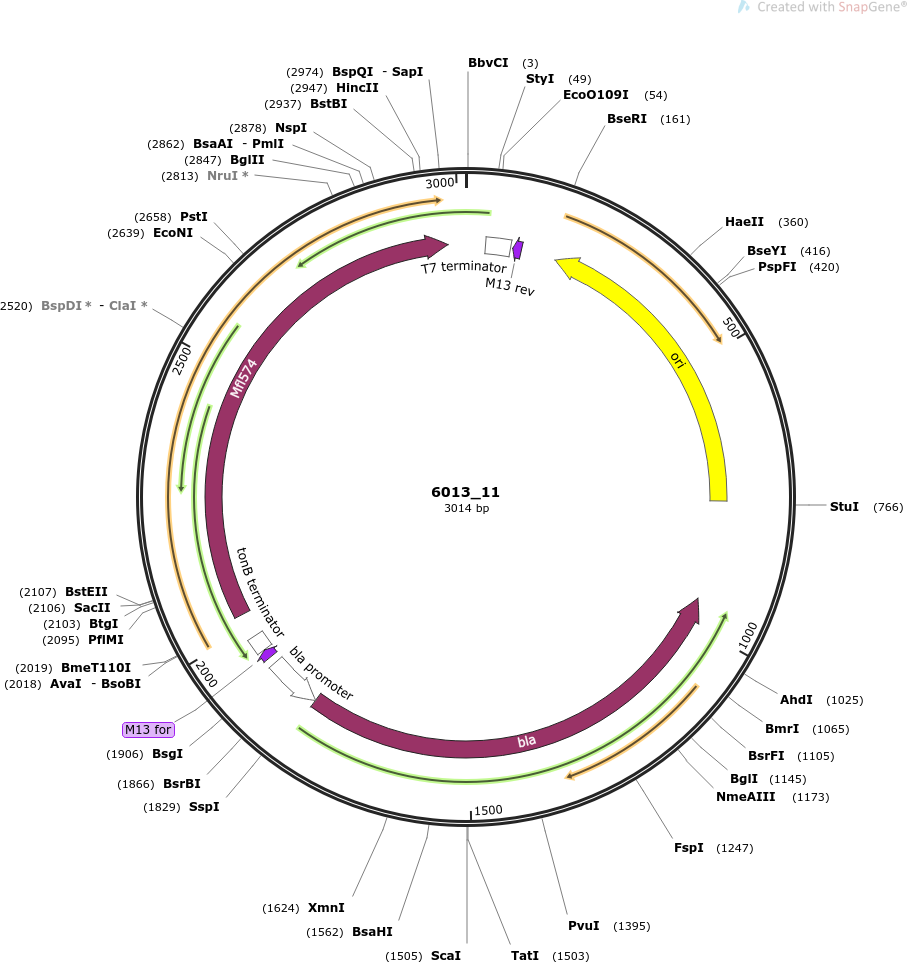 Created with SnapGene®
(2974) BspQI - SapI
(2947) HincII
(2937) BstBI
(2878) NspI
(2862) BsaAI - PmlI
(2847) BglII
(2813) NruI *
(2658) PstI
(2639) EcoNI
2520) BspDI * - ClaI *
BbvCI (3)
StyI (49)
EcoO109I (54)
BseRI (161)
HaeII (360)
BseYI (416)
PspFI (420)
StuI (766)
AhdI (1025)
BmrI (1065)
BsrFI (1105)
BglI (1145)
NmeAIII (1173)
FspI (1247)
PvuI (1395)
TatI (1503)
(1505) ScaI
(1562) BsaHI
(1624) XmnI
(1829) SspI
(1866) BsrBI
(1906) BsgI
M13 for
(2018) AvaI - BsoBI
(2019) BmeT110I
(2095) PflMI
(2103) BtgI
(2106) SacII
(2107) BstEII
3000
500
1000
1500
2000
2500
T7 terminator
M13 rev
ori
Mfl574
tonB terminator
bla promoter
bla
6013_11
3014 bp